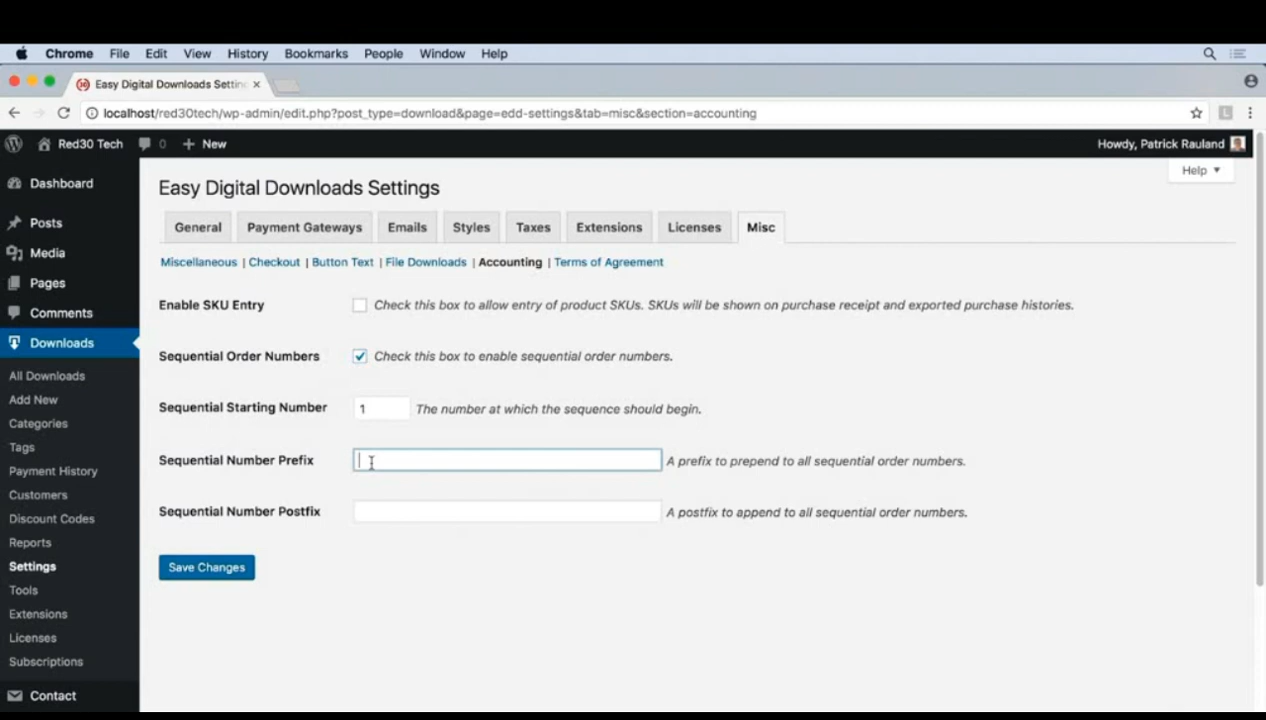 Chrome File Edit View History Bookmarks People Window Help
Easy Digital Downloads Settin
localhost/red30tech/wp-admin/edit.php?post_type=download&page=edd-settings&tab=misc&section=accounting
Red30 Tech 0 + New Howdy, Patrick Rauland
Help
Dashboard
Posts
Media
Pages
Comments
Downloads
All Downloads
Add New
Categories
Tags
Payment History
Customers
Discount Codes
Reports
Settings
Tools
Extensions
Licenses
Subscriptions
Contact
Easy Digital Downloads Settings
General Payment Gateways Emails Styles Taxes Extensions Licenses Misc
Miscellaneous | Checkout | Button Text | File Downloads | Accounting | Terms of Agreement
Enable SKU Entry Check this box to allow entry of product SKUs. SKUs will be shown on purchase receipt and exported purchase histories.
Sequential Order Numbers Check this box to enable sequential order numbers.
Sequential Starting Number 1 The number at which the sequence should begin.
Sequential Number Prefix A prefix to prepend to all sequential order numbers.
Sequential Number Postfix A postfix to append to all sequential order numbers.
Save Changes